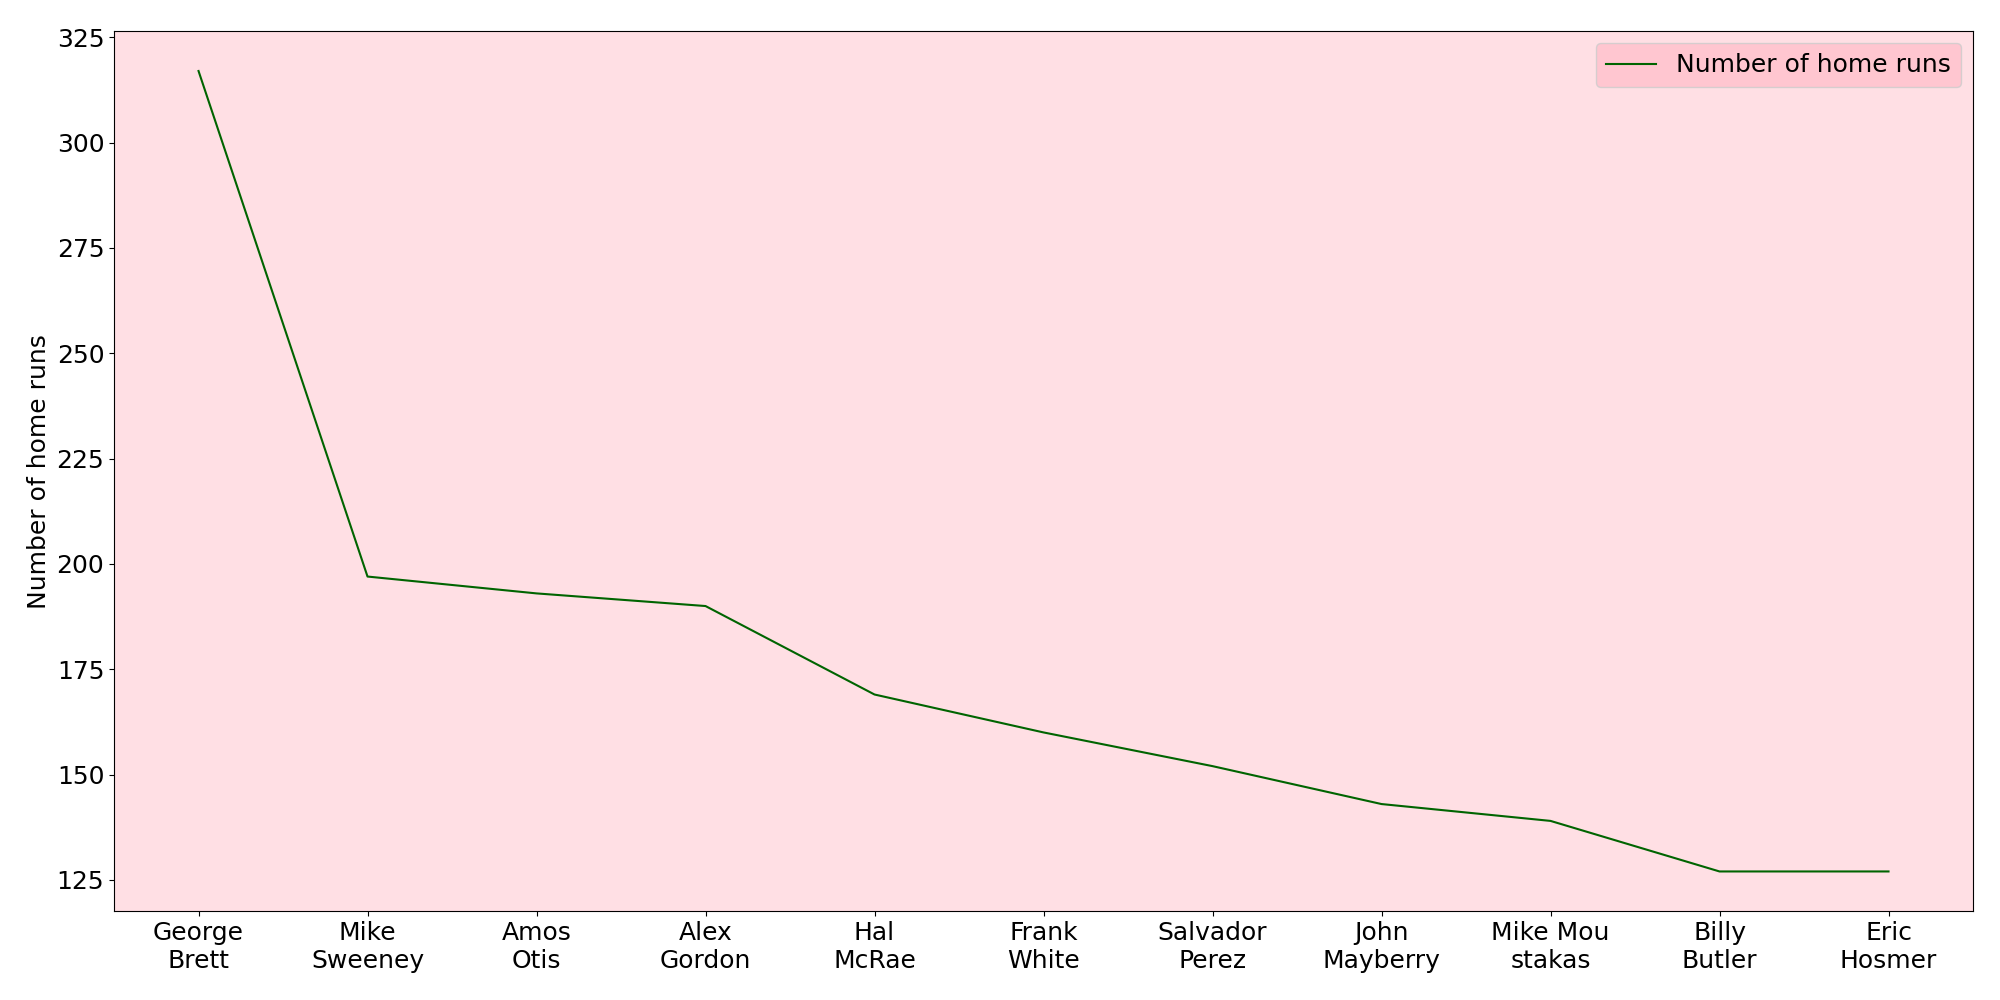 325
300
275
250
225
200
175
150
125
Number of home runs
Number of home runs
George Brett
Mike Sweeney
Amos Otis
Alex Gordon
Hal McRae
Frank White
Salvador Perez
John Mayberry
Mike Mou
stakas
Billy Butler
Eric Hosmer